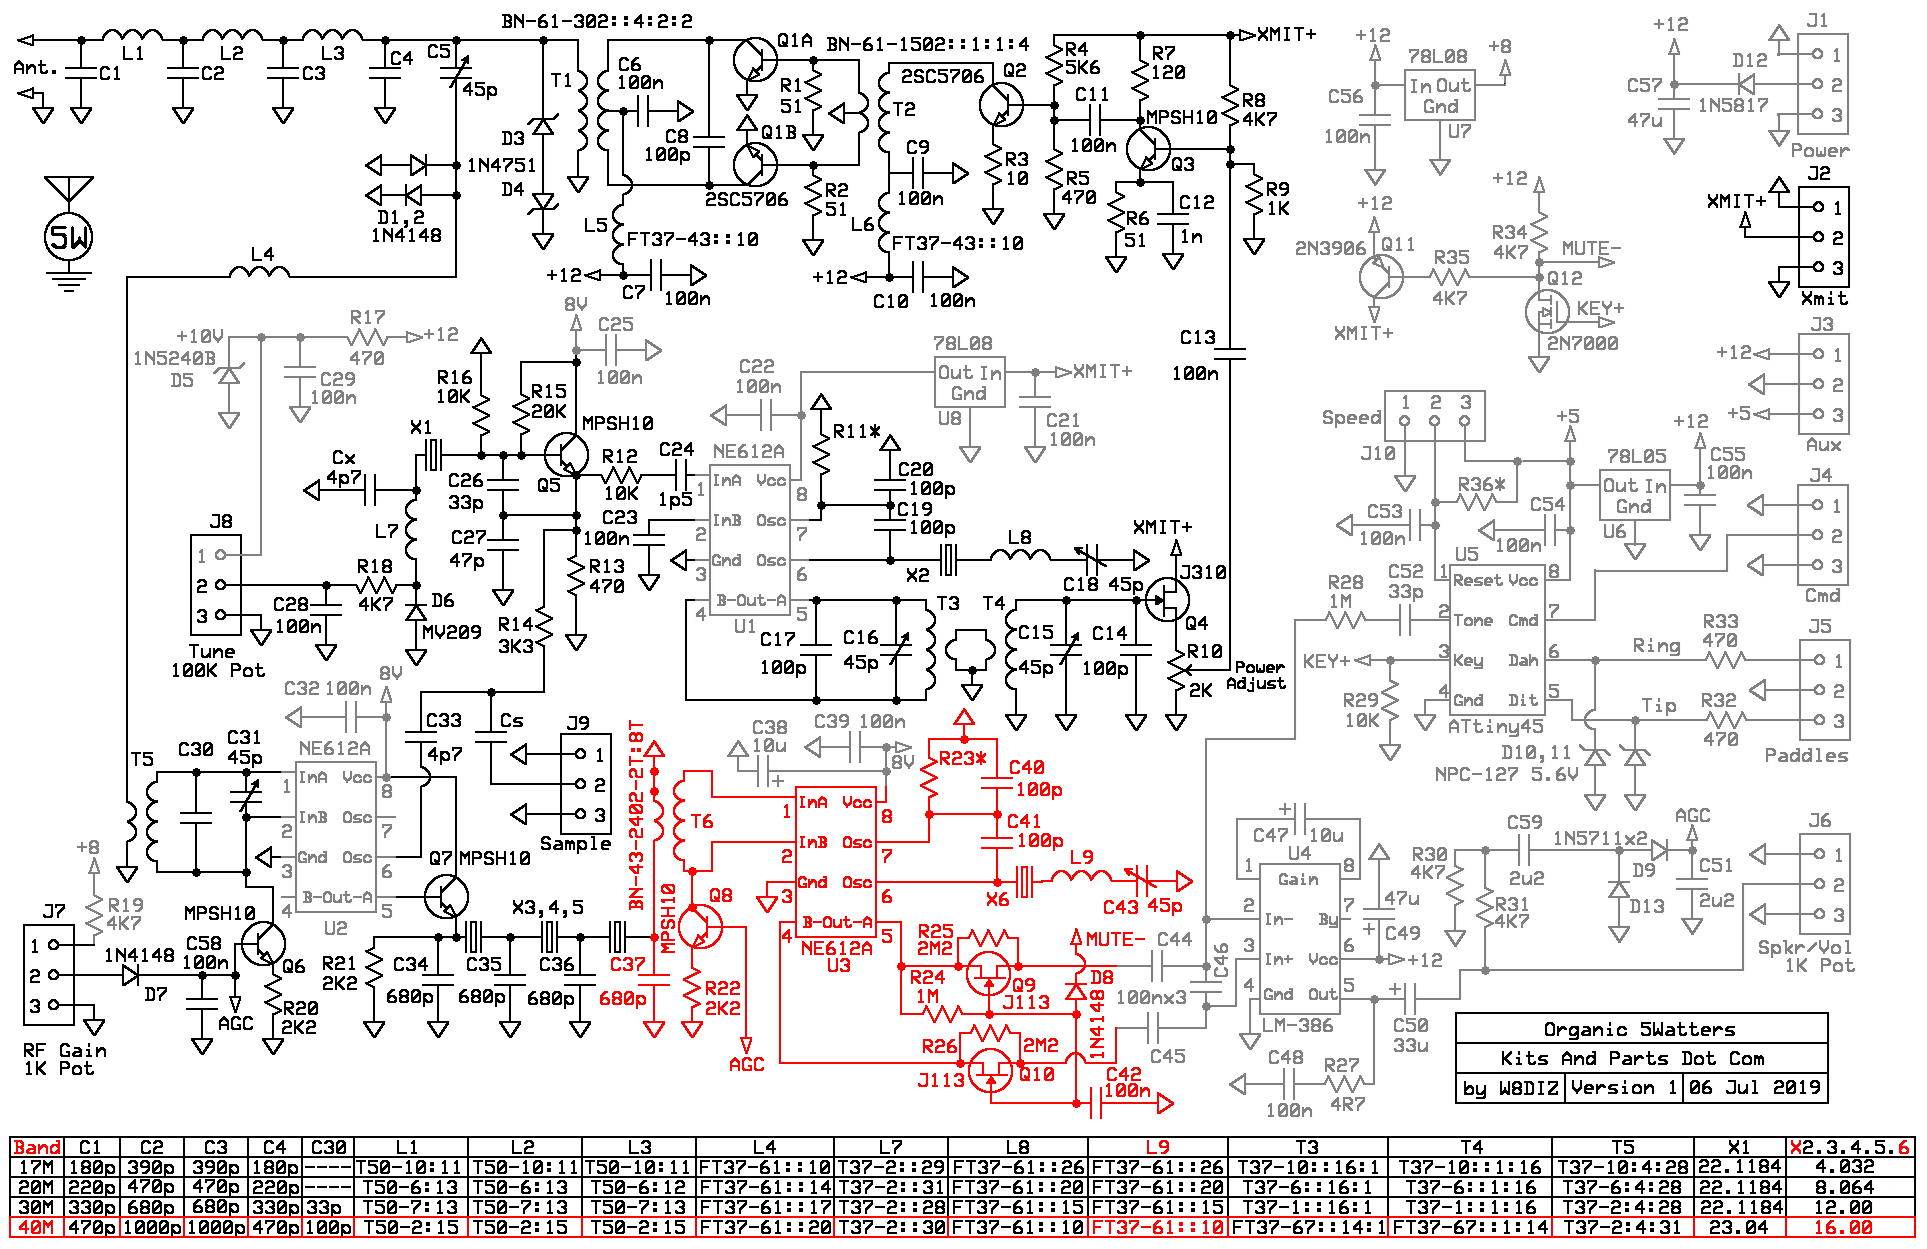 BN-61-302::4:2:2
Ant.
L1
L2
L3
C1
C2
C3
C4
C5
45p
T1
C6
100n
C8
100p
Q1A
Q1B
2SC5706
R1
51
R2
51
BN-61-1502::1:1:4
2SC5706
T2
Q2
C9
100n
R3
10
R4
5K6
R5
470
C11
100n
R7
120
MPSH10
Q3
R6
51
C12
1n
XMIT+
R8
4K7
R9
1K
D3
1N4751
D4
D1,2
1N4148
5W
L4
L5
FT37-43::10
+12
C7
100n
L6
FT37-43::10
+12
C10
100n
C13
100n
+12
78L08
In Out
Gnd
U7
+8
C56
100n
+12
D12
C57
1N5817
47u
J1
1
2
3
Power
J2
XMIT+
1
2
3
Xmit
+12
2N3906
Q11
R35
4K7
XMIT+
+12
R34
4K7
MUTE-
Q12
KEY+
2N7000
J3
+12
1
2
+5
3
Aux
+10V
1N5240B
D5
C29
100n
R17
470
+12
8V
C25
100n
R16
10K
R15
20K
MPSH10
Q5
X1
Cx
4p7
L7
C26
33p
C27
47p
R12
10K
C24
1p5
C23
100n
R13
470
R14
3K3
J8
1
2
3
Tune
100K Pot
R18
4K7
C28
100n
D6
MV209
C22
100n
78L08
Out In
Gnd
U8
XMIT+
C21
100n
NE612A
InA Vcc
InB Osc
Gnd Osc
B-Out-A
1
2
3
4
8
7
6
5
U1
R11*
C20
100p
C19
100p
X2
L8
C18 45p
XMIT+
J310
Q4
R10
2K
Power
Adjust
C17
100p
C16
45p
T3
T4
C15
45p
C14
100p
Speed
1 2 3
J10
R36*
+5
78L05
Out In
Gnd
U6
+12
C55
100n
C53
100n
C54
100n
U5
Reset Vcc
Tone Cmd
Key Dah
Gnd Dit
1
2
3
4
8
7
6
5
ATtiny45
J4
1
2
3
Cmd
R28
1M
C52
33p
KEY+
R29
10K
Ring
Tip
R33
470
R32
470
J5
1
2
3
Paddles
D10,11
NPC-127 5.6V
C32 100n
8V
NE612A
InA Vcc
InB Osc
Gnd Osc
B-Out-A
1
2
3
4
8
7
6
5
U2
T5
C30
C31
45p
C33
4p7
Cs
J9
1
2
3
Sample
Q7
MPSH10
+8
R19
4K7
J7
1
2
3
RF Gain
1K Pot
1N4148
D7
C58
100n
AGC
MPSH10
Q6
R20
2K2
R21
2K2
X3,4,5
C34
680p
C35
680p
C36
680p
C37
680p
BN-43-2402-2T:8T
T6
MPSH10
Q8
R22
2K2
AGC
C38
10u
+
C39 100n
8V
InA Vcc
InB Osc
Gnd Osc
B-Out-A
1
2
3
4
8
7
6
5
NE612A
U3
R23*
C40
100p
C41
100p
X6
L9
C43 45p
R25
2M2
R24
1M
Q9
J113
R26
2M2
J113
Q10
MUTE-
D8
1N4148
C42
100n
C44
100nx3
C45
C46
+
C47 10u
U4
Gain
In- By
In+ Vcc
Gnd Out
1
2
3
4
8
7
6
5
LM-386
47u
+
C49
+12
+
C50
33u
C48
100n
R27
4R7
R30
4K7
R31
4K7
C59
2u2
1N5711x2
D9
D13
AGC
C51
2u2
J6
1
2
3
Spkr/Vol
1K Pot
Organic 5Watters
Kits And Parts Dot Com
by W8DIZ Version 1 06 Jul 2019
Band C1 C2 C3 C4 C30 L1 L2 L3 L4 L7 L8 L9 T3 T4 T5 X1 X2.3.4.5.6
17M 180p 390p 390p 180p ---- T50-10:11 T50-10:11 T50-10:11 FT37-61::10 T37-2::29 FT37-61::26 FT37-61::26 T37-10::16:1 T37-10::1:16 T37-10:4:28 22.1184 4.032
20M 220p 470p 470p 220p ---- T50-6:13 T50-6:13 T50-6:12 FT37-61::14 T37-2::31 FT37-61::20 FT37-61::20 T37-6::16:1 T37-6::1:16 T37-6:4:28 22.1184 8.064
30M 330p 680p 680p 330p 33p T50-7:13 T50-7:13 T50-7:13 FT37-61::17 T37-2::28 FT37-61::15 FT37-61::15 T37-1::16:1 T37-1::1:16 T37-2:4:28 22.1184 12.00
40M 470p 1000p 1000p 470p 100p T50-2:15 T50-2:15 T50-2:15 FT37-61::20 T37-2::30 FT37-61::10 FT37-61::10 FT37-67::14:1 FT37-67::1:14 T37-2:4:31 23.04 16.00